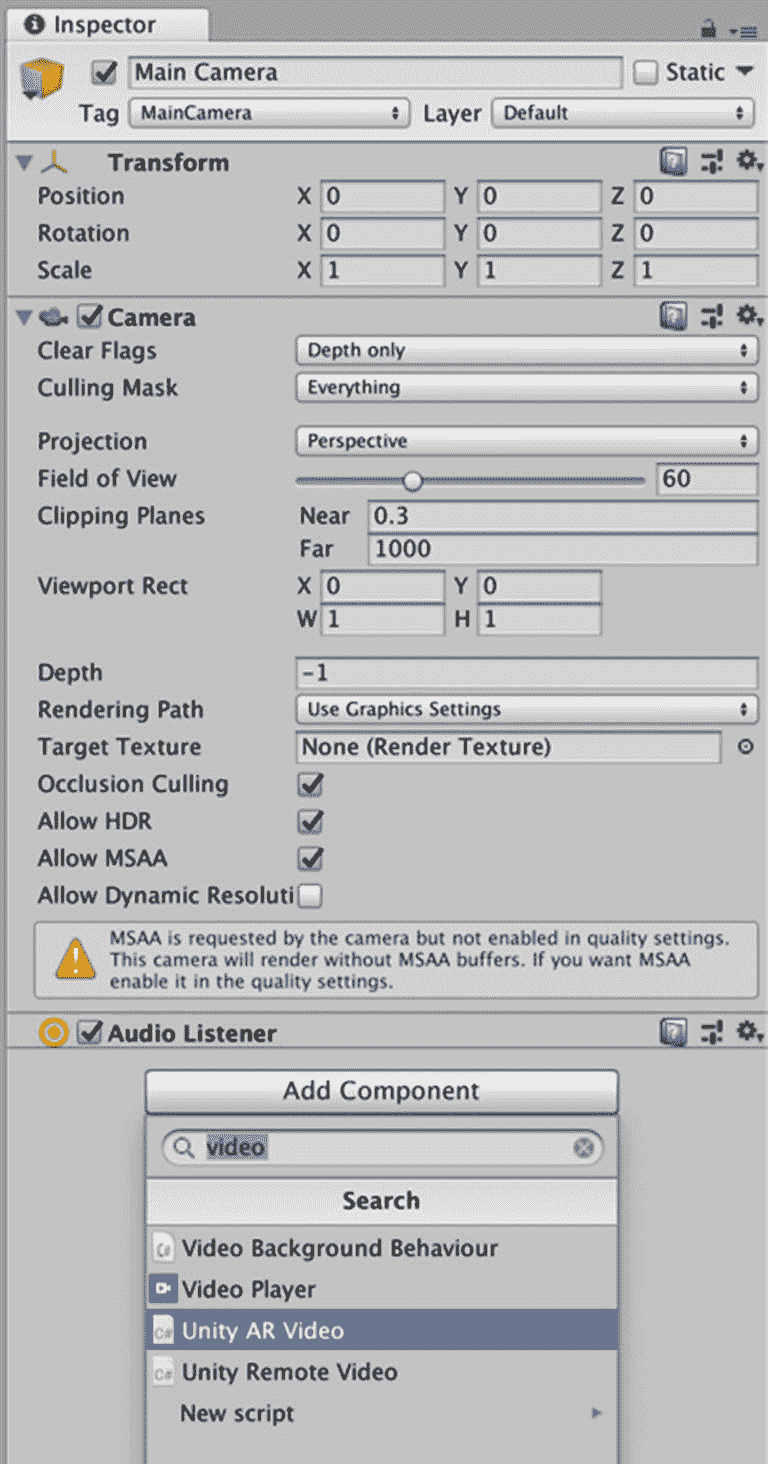 Inspector
Main Camera Static
Tag MainCamera Layer Default
Transform
Position X 0 Y 0 Z 0
Rotation X 0 Y 0 Z 0
Scale X 1 Y 1 Z 1
Camera
Clear Flags Depth only
Culling Mask Everything
Projection Perspective
Field of View 60
Clipping Planes Near 0.3
Far 1000
Viewport Rect X 0 Y 0
W 1 H 1
Depth -1
Rendering Path Use Graphics Settings
Target Texture None (Render Texture)
Occlusion Culling
Allow HDR
Allow MSAA
Allow Dynamic Resoluti
MSAA is requested by the camera but not enabled in quality settings.
This camera will render without MSAA buffers. If you want MSAA
enable it in the quality settings.
Audio Listener
Add Component
video
Search
C# Video Background Behaviour
Video Player
C# Unity AR Video
C# Unity Remote Video
New script